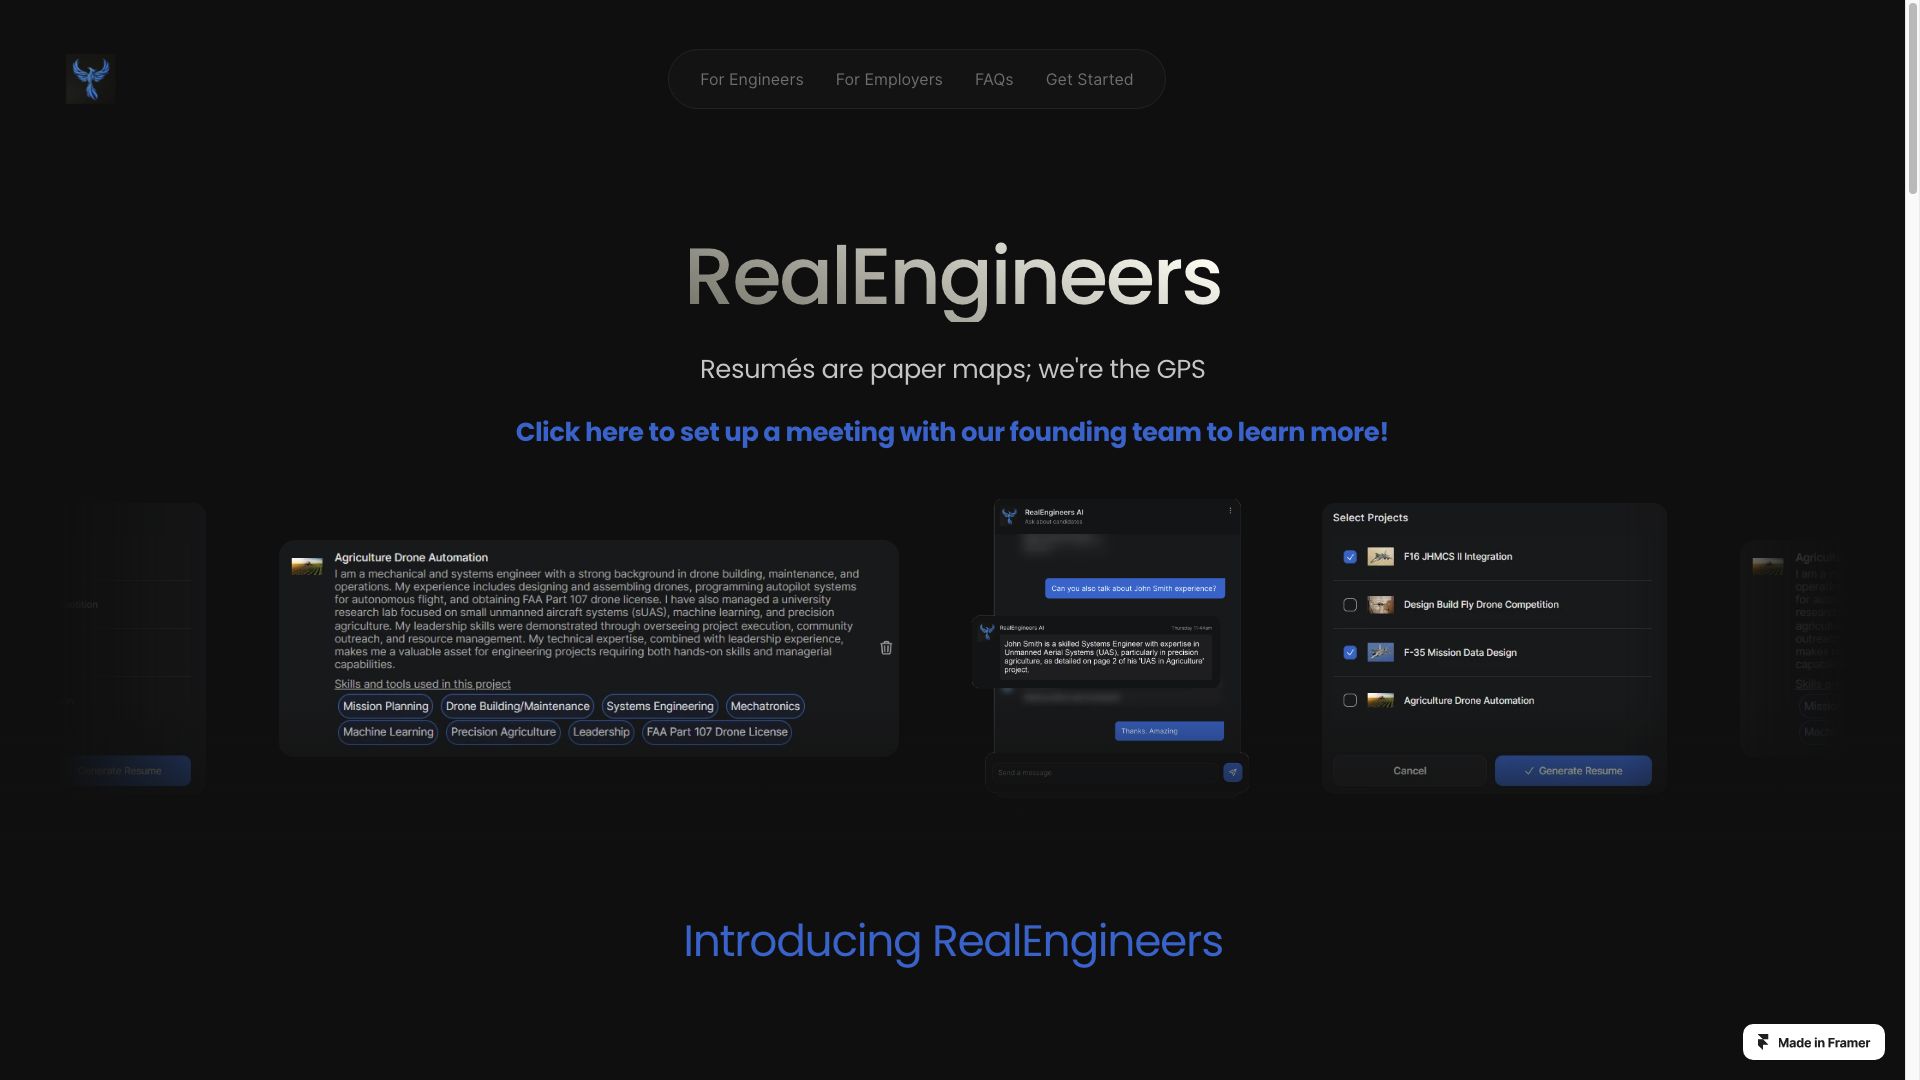 For Engineers
For Employers
FAQs
Get Started
RealEngineers
Resumés are paper maps; we're the GPS
Click here to set up a meeting with our founding team to learn more!
Generate Resume
Agriculture Drone Automation
I am a mechanical and systems engineer with a strong background in drone building, maintenance, and
operations. My experience includes designing and assembling drones, programming autopilot systems
for autonomous flight, and obtaining FAA Part 107 drone license. I have also managed a university
research lab focused on small unmanned aircraft systems (sUAS), machine learning, and precision
agriculture. My leadership skills were demonstrated through overseeing project execution, community
outreach, and resource management. My technical expertise, combined with leadership experience,
makes me a valuable asset for engineering projects requiring both hands-on skills and managerial
capabilities.
Skills and tools used in this project
Mission Planning
Drone Building/Maintenance
Systems Engineering
Mechatronics
Machine Learning
Precision Agriculture
Leadership
FAA Part 107 Drone License
RealEngineers AI
Ask about candidates
Can you also talk about John Smith experience?
RealEngineers AI
Thursday 11:44am
John Smith is a skilled Systems Engineer with expertise in
Unmanned Aerial Systems (UAS), particularly in precision
agriculture, as detailed on page 2 of his 'UAS in Agriculture'
project.
Thanks. Amazing
Send a message
Select Projects
F16 JHMCS II Integration
Design Build Fly Drone Competition
F-35 Mission Data Design
Agriculture Drone Automation
Cancel
Generate Resume
Introducing RealEngineers
Made in Framer